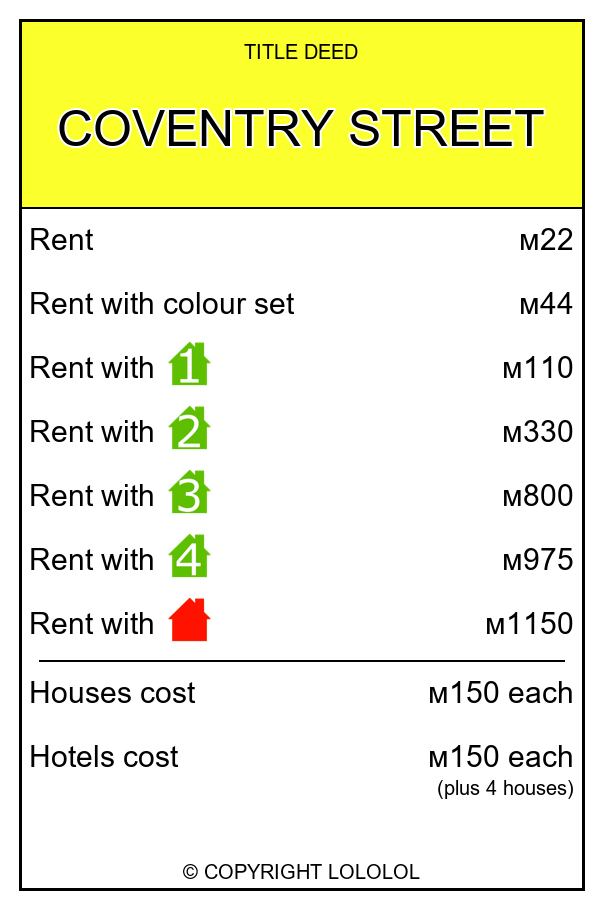 TITLE DEED
COVENTRY STREET
Rent м22
Rent with colour set м44
Rent with 1 м110
Rent with 2 м330
Rent with 3 м800
Rent with 4 м975
Rent with м1150
Houses cost м150 each
Hotels cost м150 each
(plus 4 houses)
© COPYRIGHT LOLOLOL